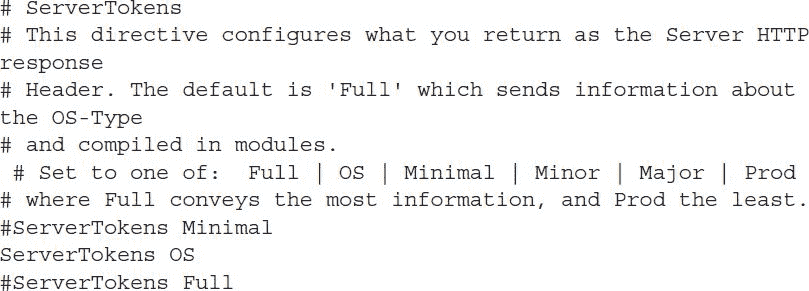 # ServerTokens
# This directive configures what you return as the Server HTTP
response
# Header. The default is 'Full' which sends information about
the OS-Type
# and compiled in modules.
# Set to one of:  Full | OS | Minimal | Minor | Major | Prod
# where Full conveys the most information, and Prod the least.
#ServerTokens Minimal
ServerTokens OS
#ServerTokens Full